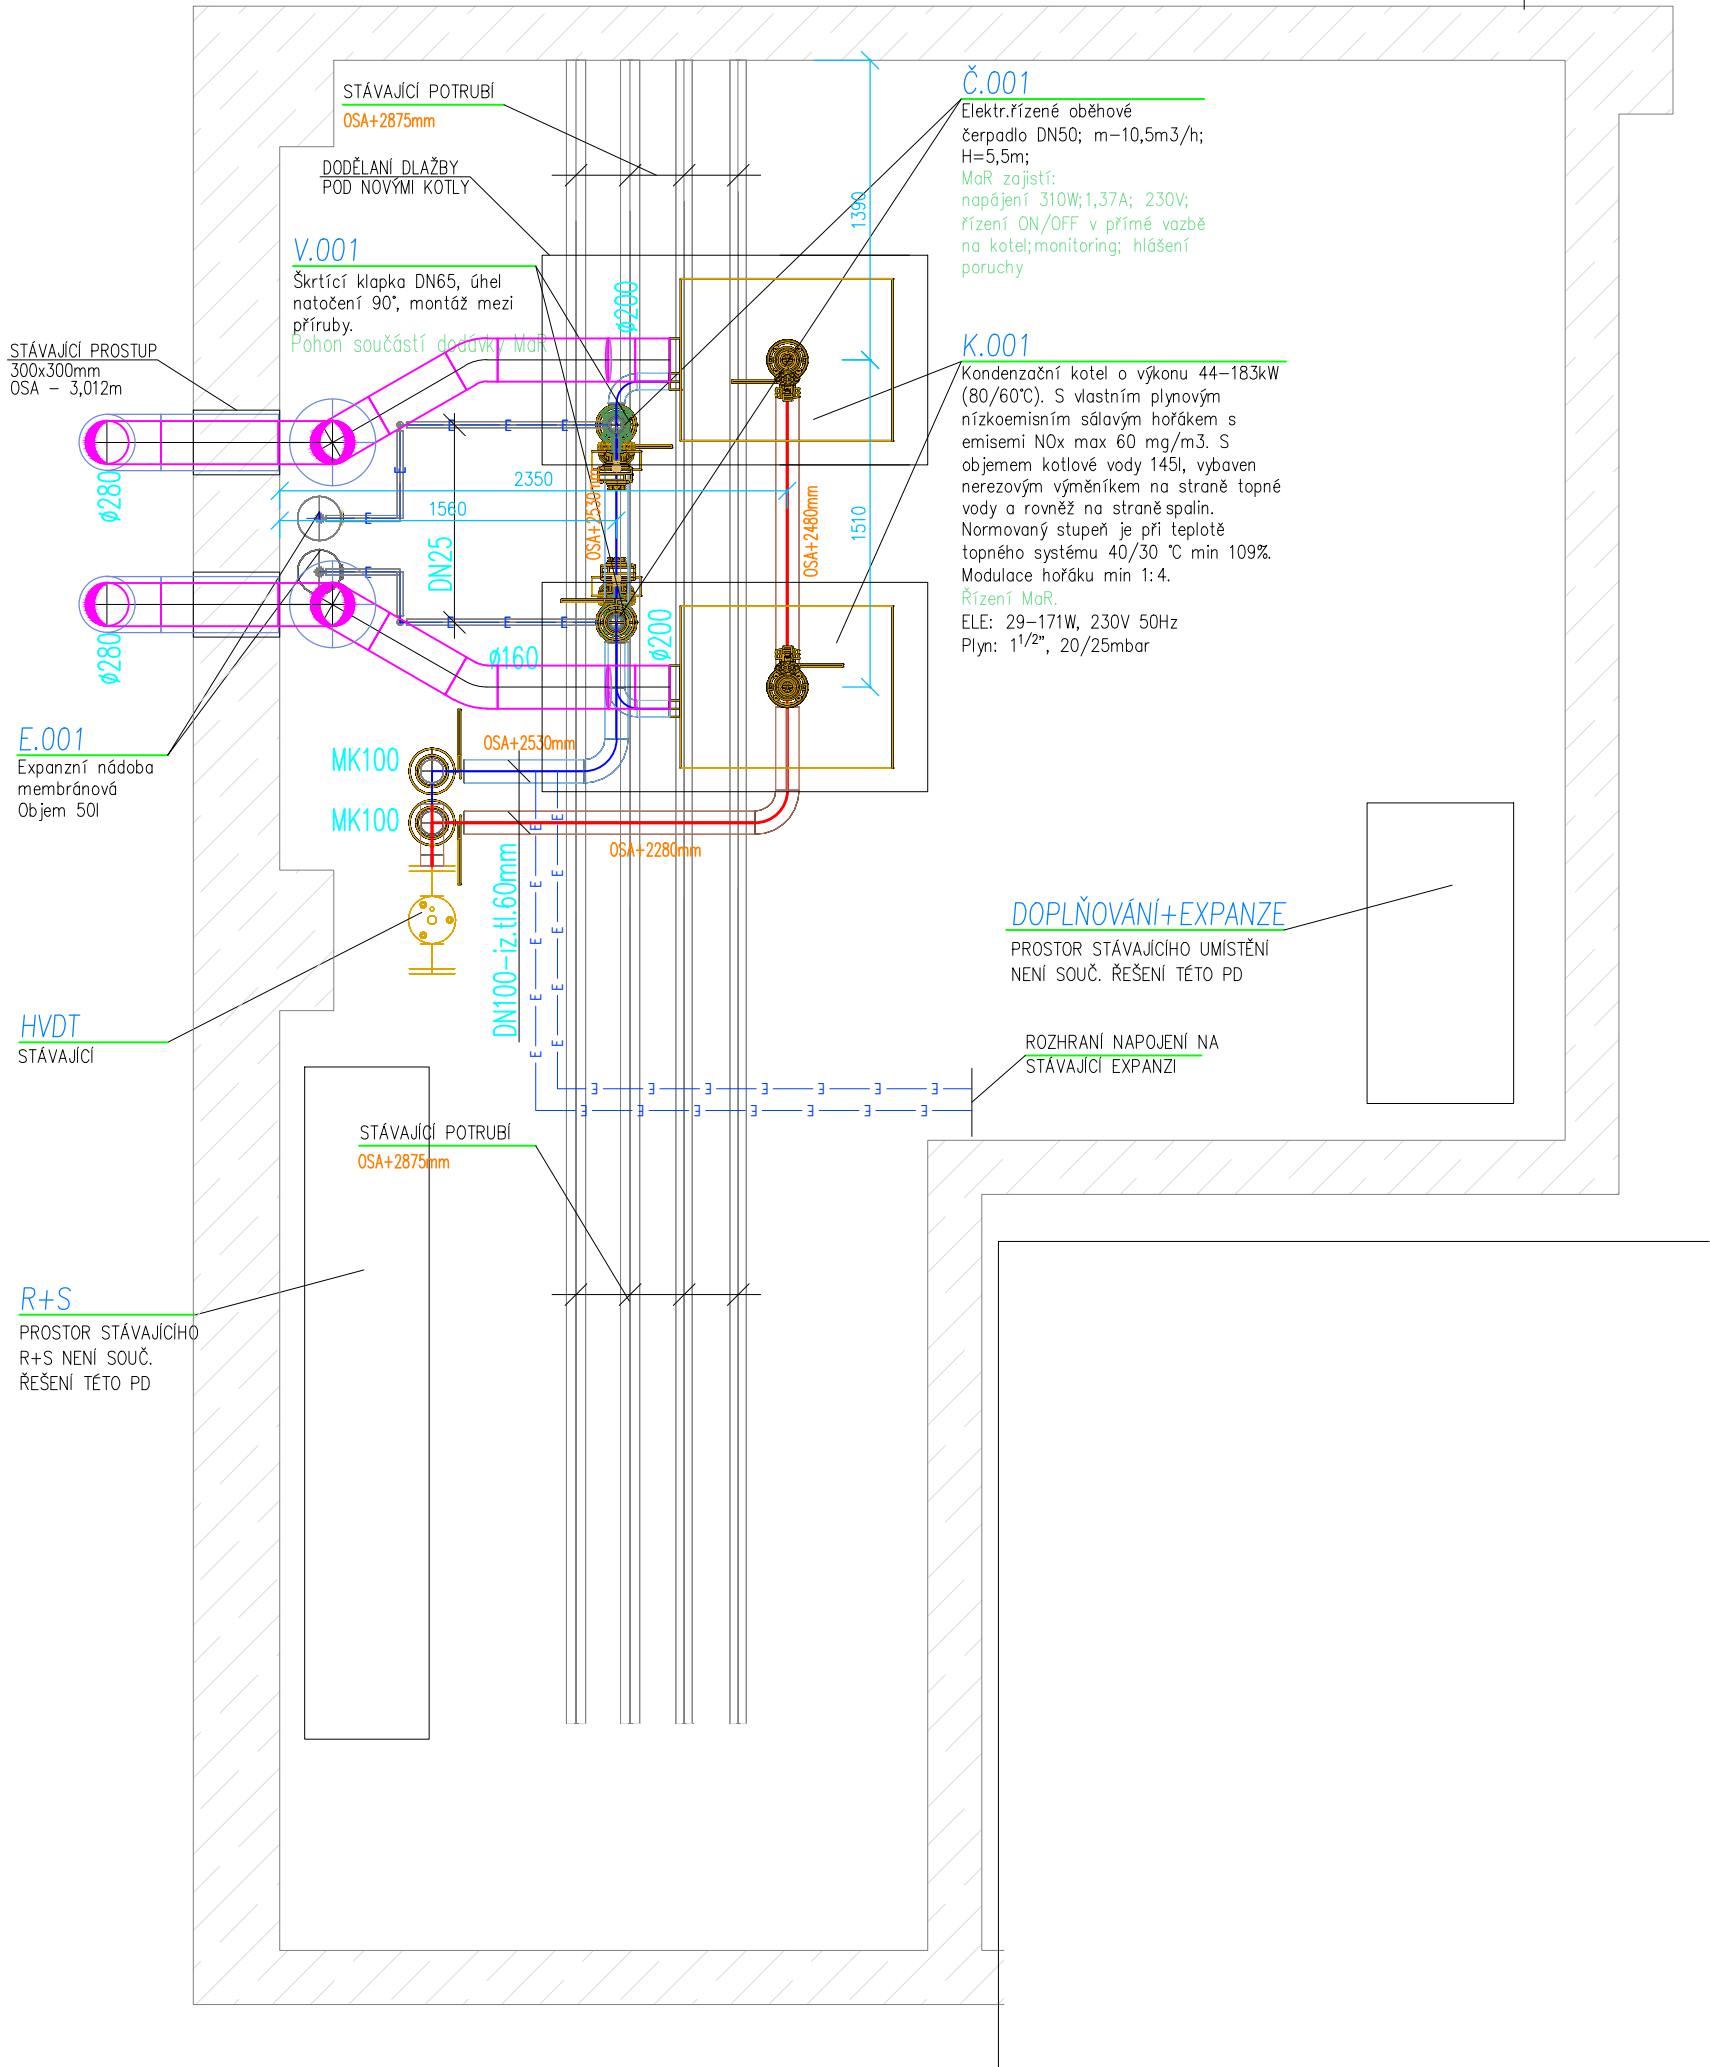 STÁVAJÍCÍ POTRUBÍ
OSA+2875mm
DODĚLANÍ DLAŽBY
POD NOVÝMI KOTLY
V.001
Škrtící klapka DN65, úhel
natočení 90°, montáž mezi
příruby.
Pohon součástí dodávky MaR
STÁVAJÍCÍ PROSTUP
300x300mm
OSA - 3,012m
Č.001
Elektr.řízené oběhové
čerpadlo DN50; m-10,5m3/h;
H=5,5m;
MaR zajistí:
napájení 310W;1,37A; 230V;
řízení ON/OFF v přímé vazbě
na kotel;monitoring; hlášení
poruchy
K.001
Kondenzační kotel o výkonu 44-183kW
(80/60°C). S vlastním plynovým
nízkoemisním sálavým hořákem s
emisemi NOx max 60 mg/m3. S
objemem kotlové vody 145l, vybaven
nerezovým výměníkem na straně topné
vody a rovněž na straně spalin.
Normovaný stupeň je při teplotě
topného systému 40/30 °C min 109%.
Modulace hořáku min 1:4.
Řízení MaR.
ELE: 29-171W, 230V 50Hz
Plyn: 1 1/2", 20/25mbar
1390
1510
2350
1560
ø200
ø200
ø280
ø280
ø160
DN25
OSA+2530mm
OSA+2480mm
E
E
E
E
E
E
E
E
E
E
E.001
Expanzní nádoba
membránová
Objem 50l
MK100
MK100
OSA+2530mm
OSA+2280mm
DN100-iz.tl.60mm
E
E
E
E
E
E
E
E
E
E
HVDT
STÁVAJÍCÍ
DOPLŇOVÁNÍ+EXPANZE
PROSTOR STÁVAJÍCÍHO UMÍSTĚNÍ
NENÍ SOUČ. ŘEŠENÍ TÉTO PD
ROZHRANÍ NAPOJENÍ NA
STÁVAJÍCÍ EXPANZI
E E E E E E E
E E E E E E E
STÁVAJÍCÍ POTRUBÍ
OSA+2875mm
R+S
PROSTOR STÁVAJÍCÍHO
R+S NENÍ SOUČ.
ŘEŠENÍ TÉTO PD